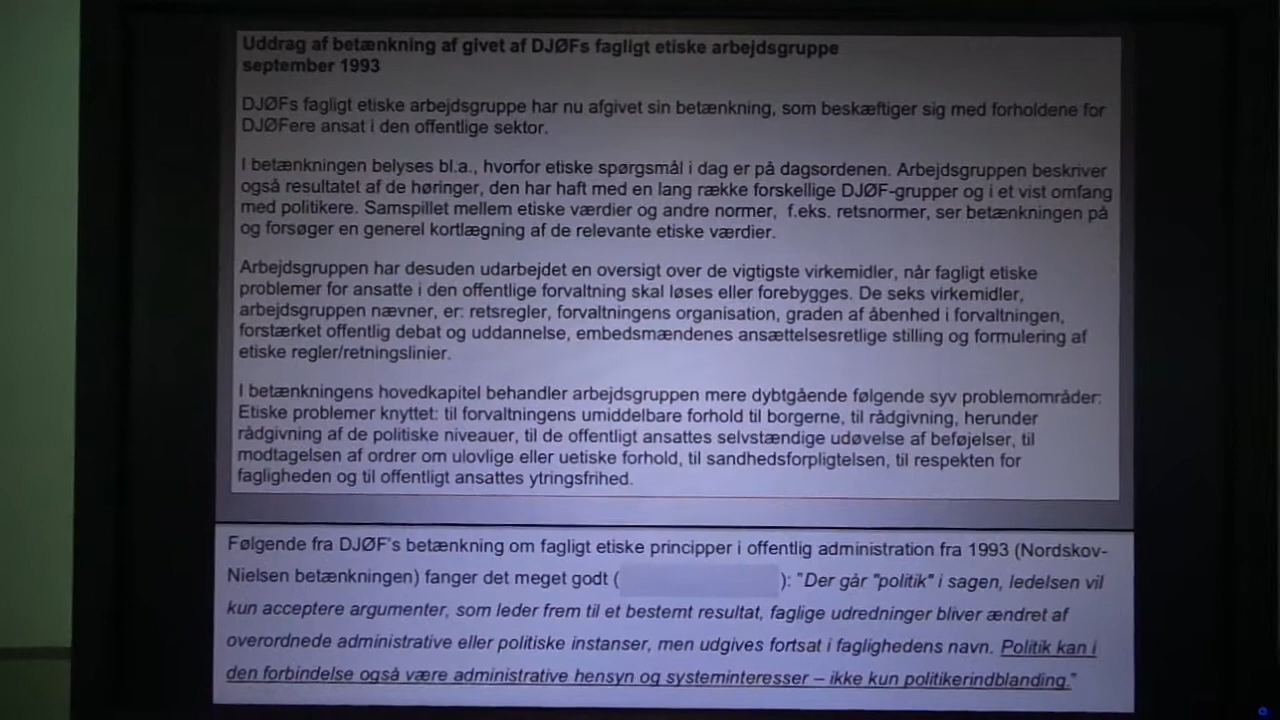 Uddrag af betænkning af givet af DJØFs fagligt etiske arbejdsgruppe
september 1993
DJØFs fagligt etiske arbejdsgruppe har nu afgivet sin betænkning, som beskæftiger sig med forholdene for
DJØFere ansat i den offentlige sektor.
I betænkningen belyses bl.a., hvorfor etiske spørgsmål i dag er på dagsordenen. Arbejdsgruppen beskriver
også resultatet af de høringer, den har haft med en lang række forskellige DJØF-grupper og i et vist omfang
med politikere. Samspillet mellem etiske værdier og andre normer, f.eks. retsnormer, ser betænkningen på
og forsøger en generel kortlægning af de relevante etiske værdier.
Arbejdsgruppen har desuden udarbejdet en oversigt over de vigtigste virkemidler, når fagligt etiske
problemer for ansatte i den offentlige forvaltning skal løses eller forebygges. De seks virkemidler,
arbejdsgruppen nævner, er: retsregler, forvaltningens organisation, graden af åbenhed i forvaltningen,
forstærket offentlig debat og uddannelse, embedsmændenes ansættelsesretlige stilling og formulering af
etiske regler/retningslinier.
I betænkningens hovedkapitel behandler arbejdsgruppen mere dybtgående følgende syv problemområder:
Etiske problemer knyttet: til forvaltningens umiddelbare forhold til borgerne, til rådgivning, herunder
rådgivning af de politiske niveauer, til de offentligt ansattes selvstændige udøvelse af beføjelser, til
modtagelsen af ordrer om ulovlige eller uetiske forhold, til sandhedsforpligtelsen, til respekten for
fagligheden og til offentligt ansattes ytringsfrihed.
Følgende fra DJØF's betænkning om fagligt etiske principper i offentlig administration fra 1993 (Nordskov-
Nielsen betænkningen) fanger det meget godt ( ): "Der går "politik" i sagen, ledelsen vil
kun acceptere argumenter, som leder frem til et bestemt resultat, faglige udredninger bliver ændret af
overordnede administrative eller politiske instanser, men udgives fortsat i faglighedens navn. Politik kan i
den forbindelse også være administrative hensyn og systeminteresser – ikke kun politikerindblanding."